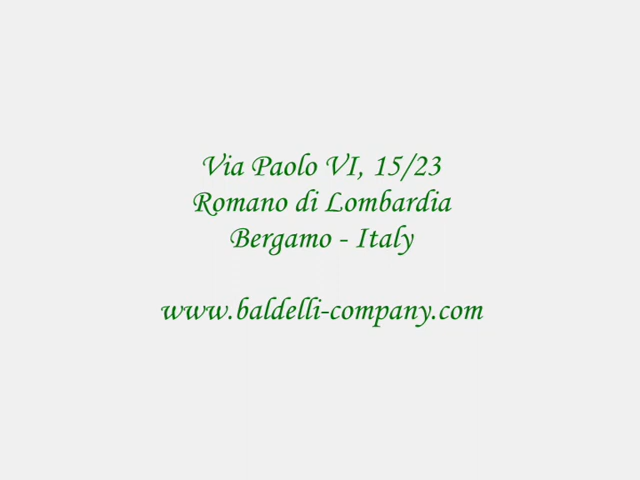 Via Paolo VI, 15/23
Romano di Lombardia
Bergamo - Italy
www.baldelli-company.com